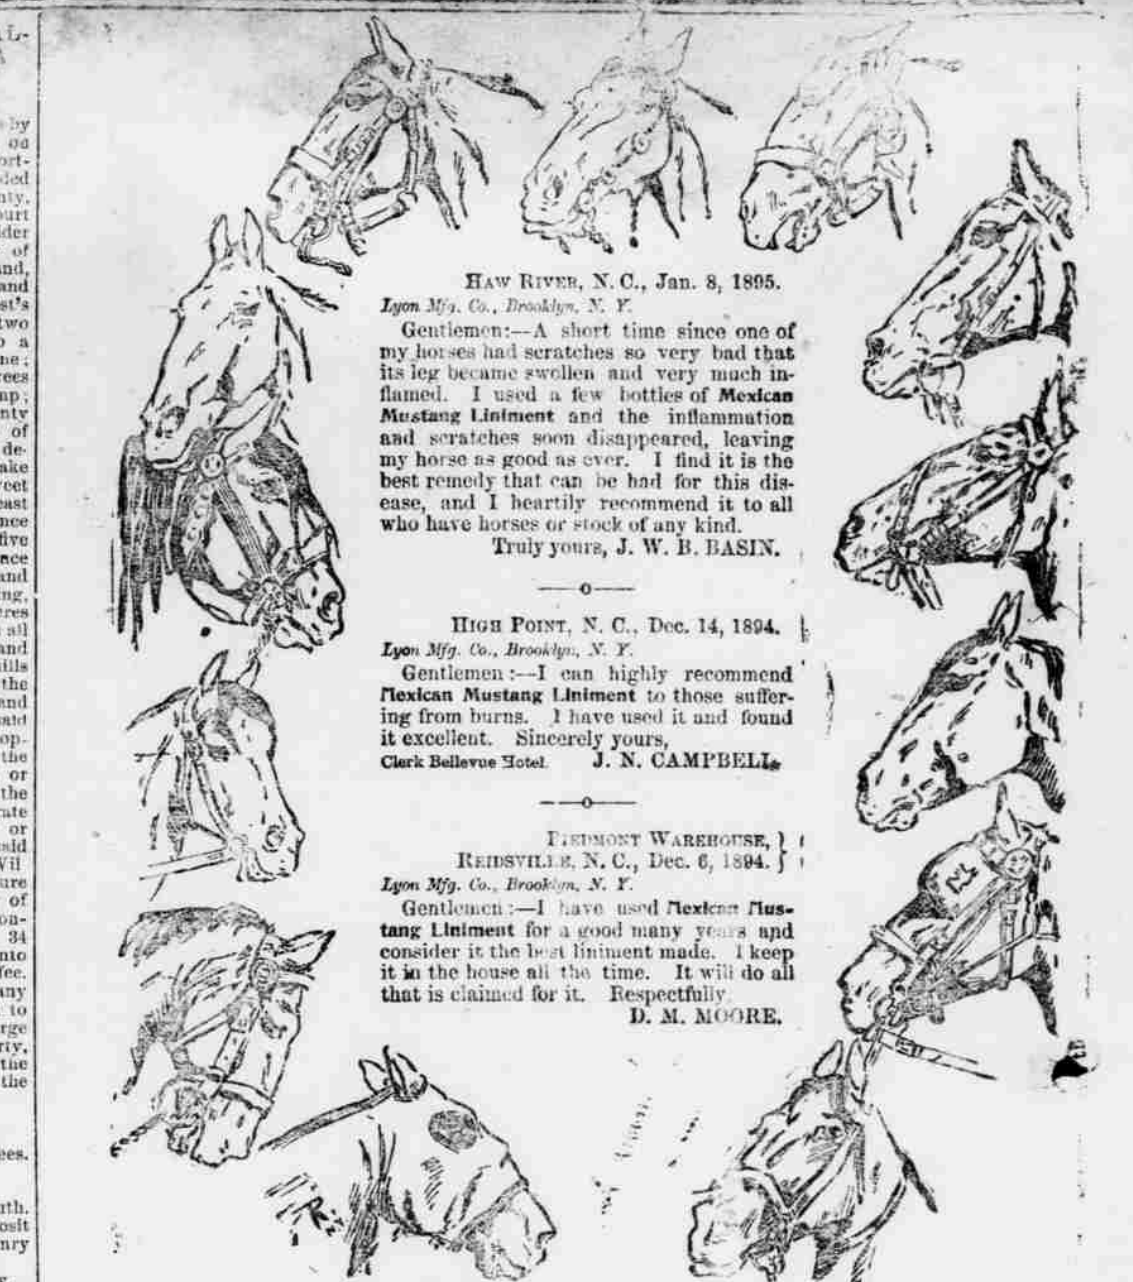 HAW RIVER, N. C., Jan. 8, 1895.
Lyon Mfg. Co., Brooklyn, N. Y.
Gentlemen:—A short time since one of
my horses had scratches so very bad that
its leg became swollen and very much in-
flamed. I used a few bottles of Mexican
Mustang Liniment and the inflammation
and scratches soon disappeared, leaving
my horse as good as ever. I find it is the
best remedy that can be had for this dis-
ease, and I heartily recommend it to all
who have horses or stock of any kind.
Truly yours, J. W. B. BASIN.
—o—
HIGH POINT, N. C., Dec. 14, 1894.
Lyon Mfg. Co., Brooklyn, N. Y.
Gentlemen:—I can highly recommend
Mexican Mustang Liniment to those suffer-
ing from burns. I have used it and found
it excellent. Sincerely yours,
Clerk Bellevue Hotel. J. N. CAMPBELL.
—o—
PIEDMONT WAREHOUSE, }
REIDSVILLE, N. C., Dec. 6, 1894. }
Lyon Mfg. Co., Brooklyn, N. Y.
Gentlemen:—I have used Mexican Mus-
tang Liniment for a good many years and
consider it the best liniment made. I keep
it in the house all the time. It will do all
that is claimed for it. Respectfully
D. M. MOORE.